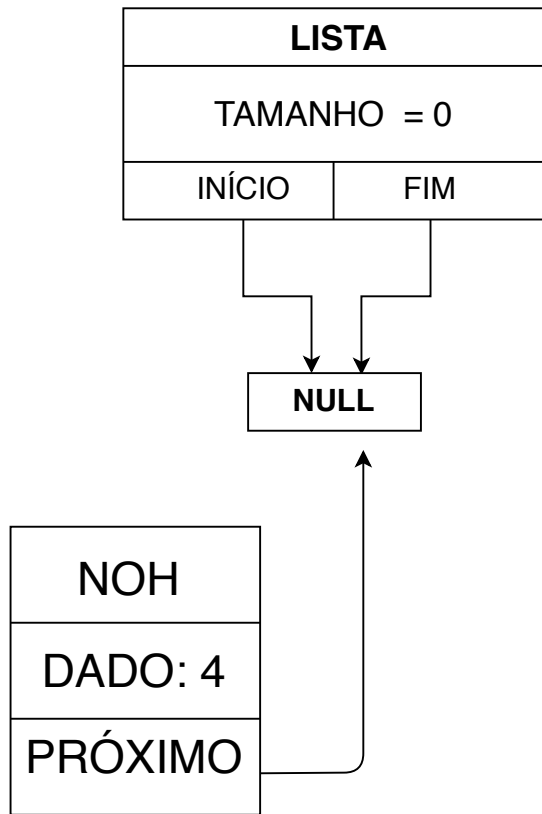 LISTA
TAMANHO = 0
INÍCIO FIM
NULL
NOH
DADO: 4
PRÓXIMO